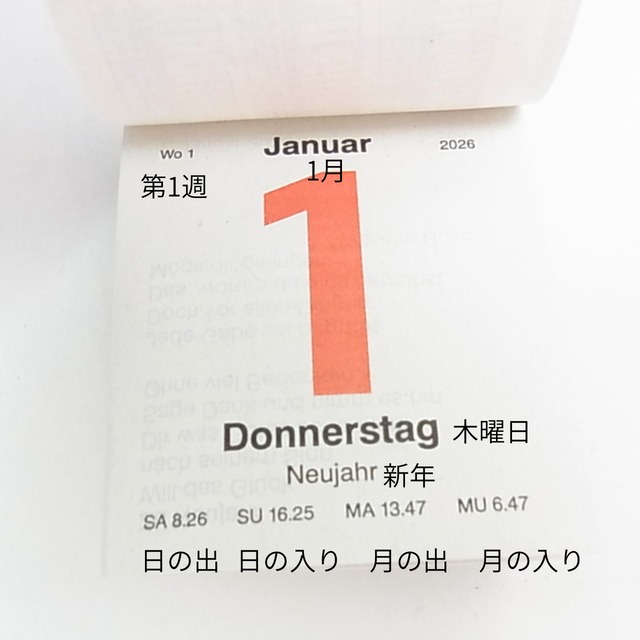 Wo 1 Januar 2026
第1週 1月
1
Donnerstag 木曜日
Neujahr 新年
SA 8.26 SU 16.25 MA 13.47 MU 6.47
日の出 日の入り 月の出 月の入り